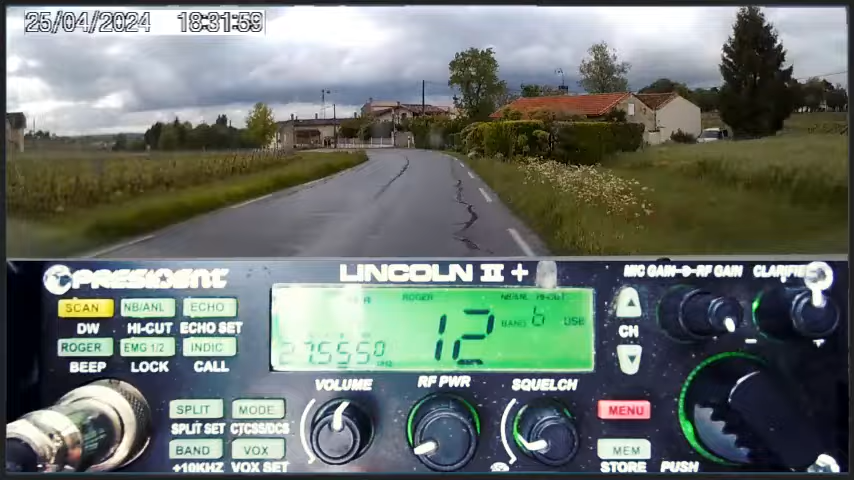 25/04/2024 18:31:59
PRESIDENT LINCOLN II + MIC GAIN RF GAIN CLARIFIE
SCAN NB/ANL ECHO
DW HI-CUT ECHO SET
ROGER EMG 1/2 INDIC
BEEP LOCK CALL
ROGER NB/ANL HI-CUT
12 BAND 6 USB
27.5550
CH
VOLUME RF PWR SQUELCH
SPLIT MODE
SPLIT SET CTCSS/DCS
BAND VOX
+10KHZ VOX SET
MENU
MEM
STORE PUSH